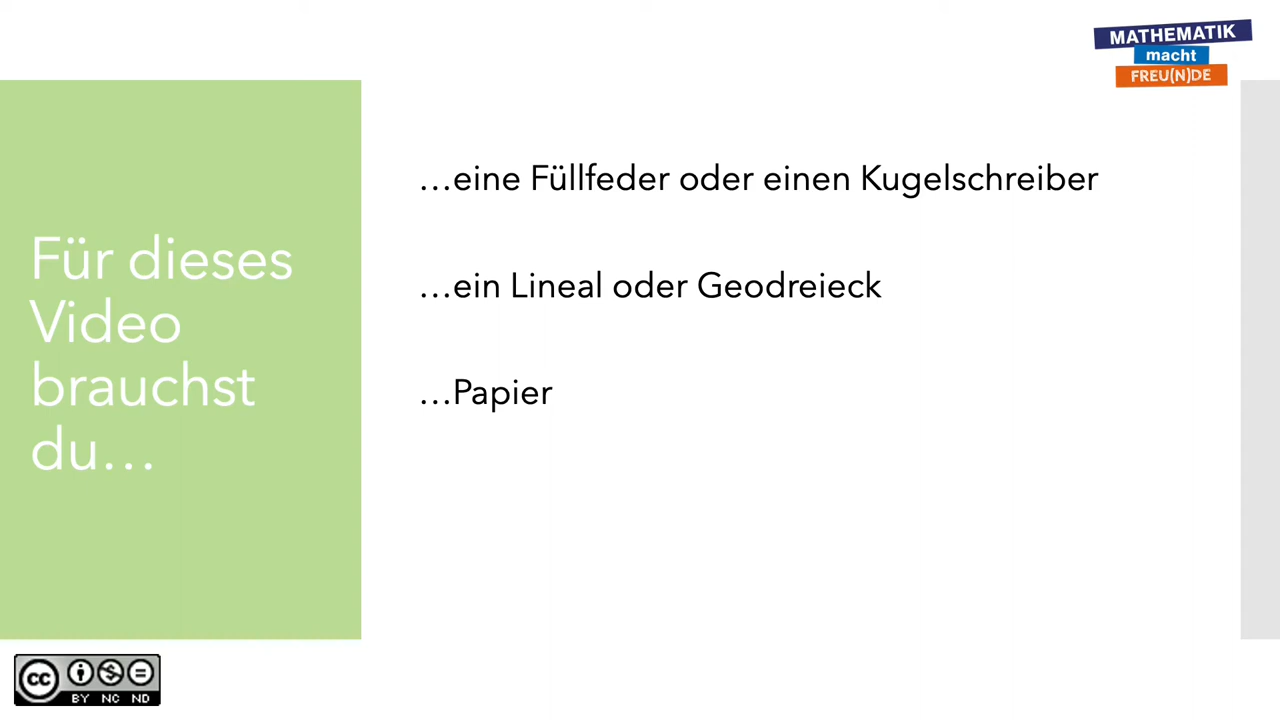 MATHEMATIK
macht
FREU(N)DE
Für dieses
Video
brauchst
du…
…eine Füllfeder oder einen Kugelschreiber
…ein Lineal oder Geodreieck
…Papier
cc
BY NC ND